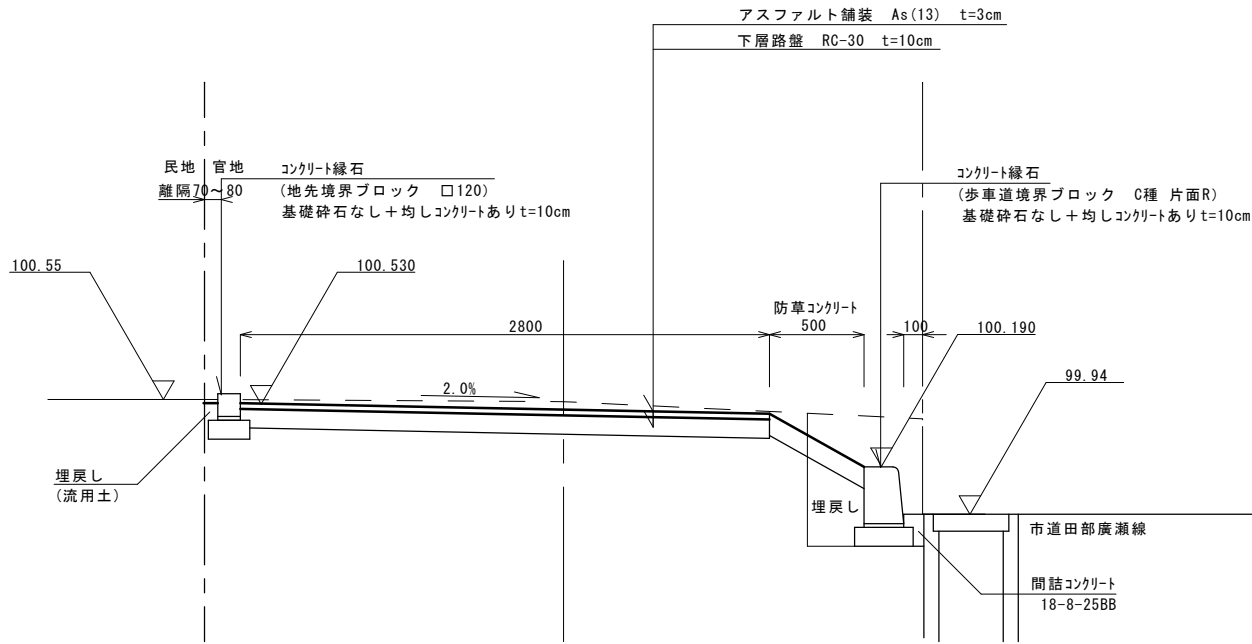 アスファルト舗装 As(13) t=3cm
下層路盤 RC-30 t=10cm
民地 官地
離隔70～80
コンクリート縁石
(地先境界ブロック 口120)
基礎砕石なし＋均しコンクリートありt=10cm
コンクリート縁石
(歩車道境界ブロック C種 片面R)
基礎砕石なし＋均しコンクリートありt=10cm
100.55
100.530
防草コンクリート
2800
500
100
100.190
99.94
2.0%
埋戻し
(流用土)
埋戻し
市道田部廣瀬線
間詰コンクリート
18-8-25BB